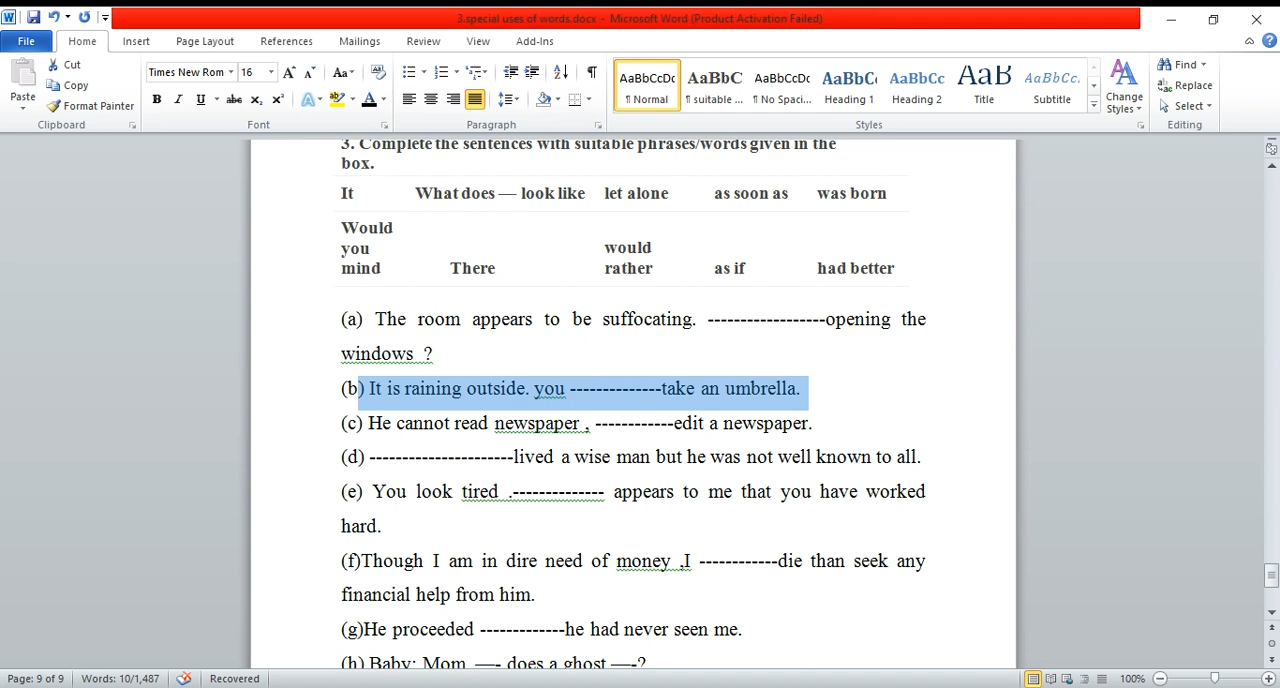 3.special uses of words.docx - Microsoft Word (Product Activation Failed)
File Home Insert Page Layout References Mailings Review View Add-Ins
Paste Cut Copy Format Painter
Times New Rom 16
AaBbCcDc AaBbC AaBbCcDc AaBbCc AaBbCc AaB AaBbCc.
¶ Normal ¶ suitable ... ¶ No Spaci... Heading 1 Heading 2 Title Subtitle
Change Styles
Find Replace Select
Clipboard Font Paragraph Styles Editing
3. Complete the sentences with suitable phrases/words given in the
box.
It What does — look like let alone as soon as was born
Would
you would
mind There rather as if had better
(a) The room appears to be suffocating. ------------------opening the
windows ?
(b) It is raining outside. you --------------take an umbrella.
(c) He cannot read newspaper , ------------edit a newspaper.
(d) ----------------------lived a wise man but he was not well known to all.
(e) You look tired .-------------- appears to me that you have worked
hard.
(f)Though I am in dire need of money ,I ------------die than seek any
financial help from him.
(g)He proceeded -------------he had never seen me.
(h) Baby: Mom, —- does a ghost —-?
Page: 9 of 9 Words: 10/1,487 Recovered 100%